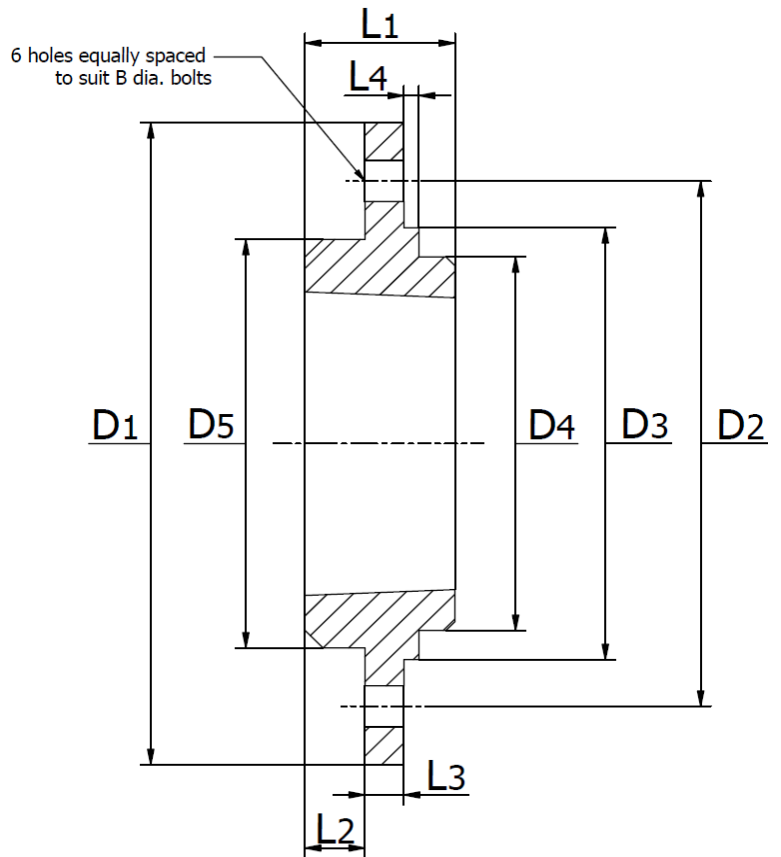 L1
6 holes equally spaced
to suit B dia. bolts
L4
D1
D5
D4
D3
D2
L3
L2